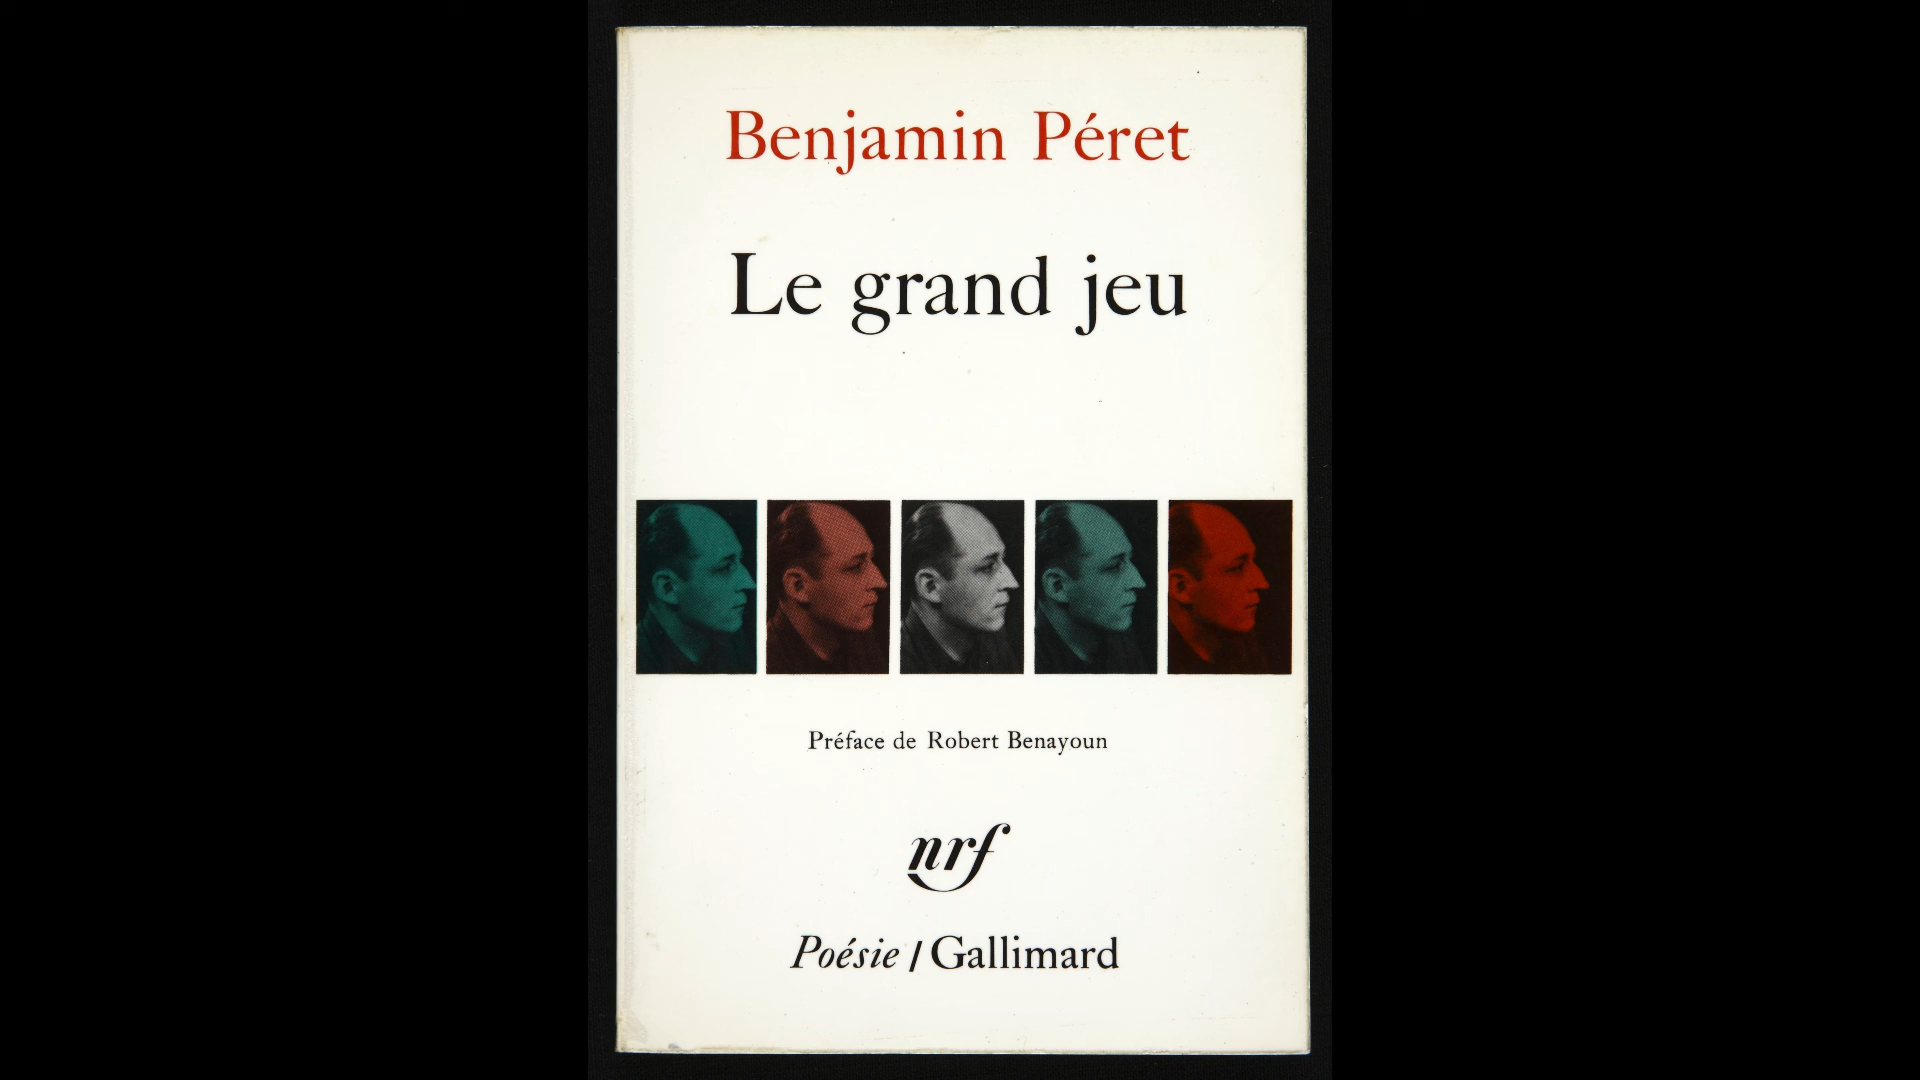 Benjamin Péret
Le grand jeu
Préface de Robert Benayoun
nrf
Poésie / Gallimard